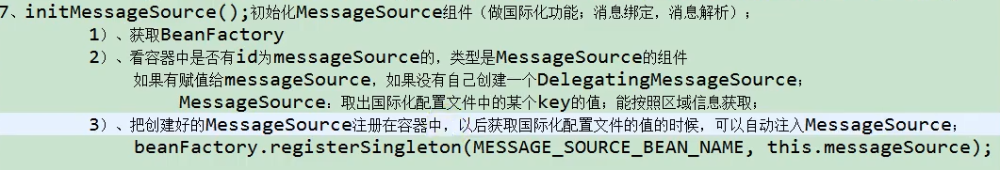 7、initMessageSource();初始化MessageSource组件（做国际化功能；消息绑定，消息解析）；
1）、获取BeanFactory
2）、看容器中是否有id为messageSource的，类型是MessageSource的组件
如果有赋值给messageSource，如果没有自己创建一个DelegatingMessageSource；
MessageSource：取出国际化配置文件中的某个key的值；能按照区域信息获取；
3）、把创建好的MessageSource注册在容器中，以后获取国际化配置文件的值的时候，可以自动注入MessageSource；
beanFactory.registerSingleton(MESSAGE_SOURCE_BEAN_NAME, this.messageSource);